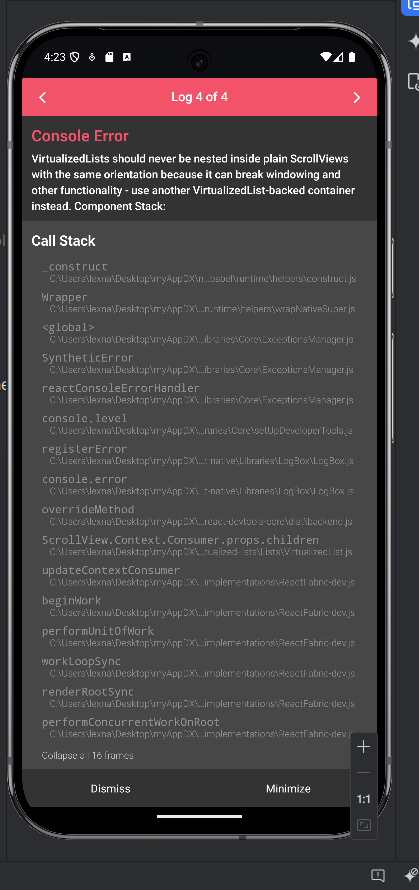 4:23
Log 4 of 4
Console Error
VirtualizedLists should never be nested inside plain ScrollViews
with the same orientation because it can break windowing and
other functionality - use another VirtualizedList-backed container
instead. Component Stack:
Call Stack
_construct
C:\Users\lexna\Desktop\myAppDX\n...babel\runtime\helpers\construct.js
Wrapper
C:\Users\lexna\Desktop\myAppDX\...runtime\helpers\wrapNativeSuper.js
<global>
C:\Users\lexna\Desktop\myAppDX\...ibraries\Core\ExceptionsManager.js
SyntheticError
C:\Users\lexna\Desktop\myAppDX\...ibraries\Core\ExceptionsManager.js
reactConsoleErrorHandler
C:\Users\lexna\Desktop\myAppDX\...ibraries\Core\ExceptionsManager.js
console.level
C:\Users\lexna\Desktop\myAppDX\...raries\Core\setUpDeveloperTools.js
registerError
C:\Users\lexna\Desktop\myAppDX\...t-native\Libraries\LogBox\LogBox.js
console.error
C:\Users\lexna\Desktop\myAppDX\...t-native\Libraries\LogBox\LogBox.js
overrideMethod
C:\Users\lexna\Desktop\myAppDX\...react-devtools-core\dist\backend.js
ScrollView.Context.Consumer.props.children
C:\Users\lexna\Desktop\myAppDX\...tualized-lists\Lists\VirtualizedList.js
updateContextConsumer
C:\Users\lexna\Desktop\myAppDX\...implementations\ReactFabric-dev.js
beginWork
C:\Users\lexna\Desktop\myAppDX\...implementations\ReactFabric-dev.js
performUnitOfWork
C:\Users\lexna\Desktop\myAppDX\...implementations\ReactFabric-dev.js
workLoopSync
C:\Users\lexna\Desktop\myAppDX\...implementations\ReactFabric-dev.js
renderRootSync
C:\Users\lexna\Desktop\myAppDX\...implementations\ReactFabric-dev.js
performConcurrentWorkOnRoot
C:\Users\lexna\Desktop\myAppDX\...implementations\ReactFabric-dev.js
Collapse all 16 frames
Dismiss
Minimize
1:1